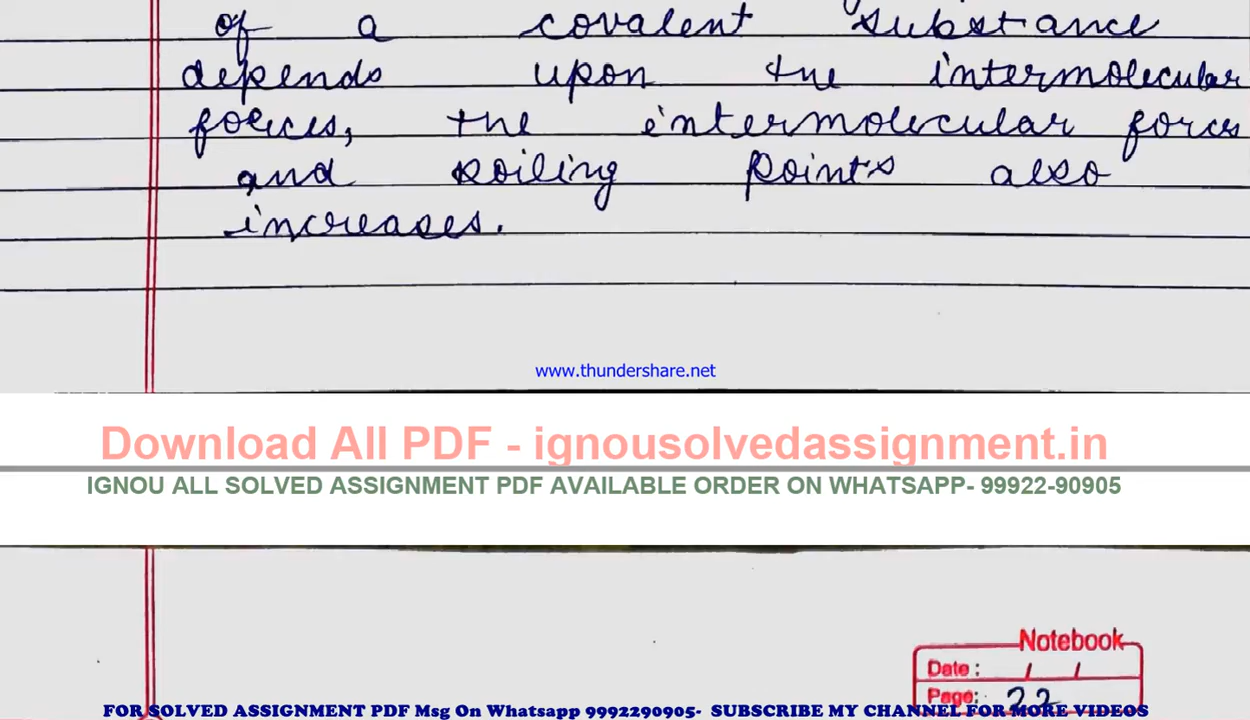 of a covalent substance
depends upon the intermolecular
forces, the intermolecular forces
and boiling points also
increases.
www.thundershare.net
Download All PDF - ignousolvedassignment.in
IGNOU ALL SOLVED ASSIGNMENT PDF AVAILABLE ORDER ON WHATSAPP- 99922-90905
Notebook
Date : / /
Page: 22
FOR SOLVED ASSIGNMENT PDF Msg On Whatsapp 9992290905- SUBSCRIBE MY CHANNEL FOR MORE VIDEOS